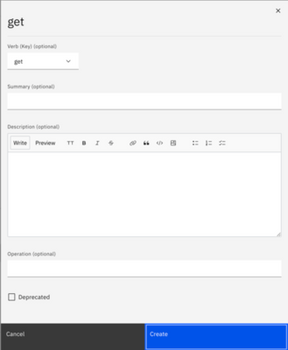 get
Verb (Key) (optional)
get
Summary (optional)
Description (optional)
Write Preview TT B I S
Operation (optional)
Deprecated
Cancel Create